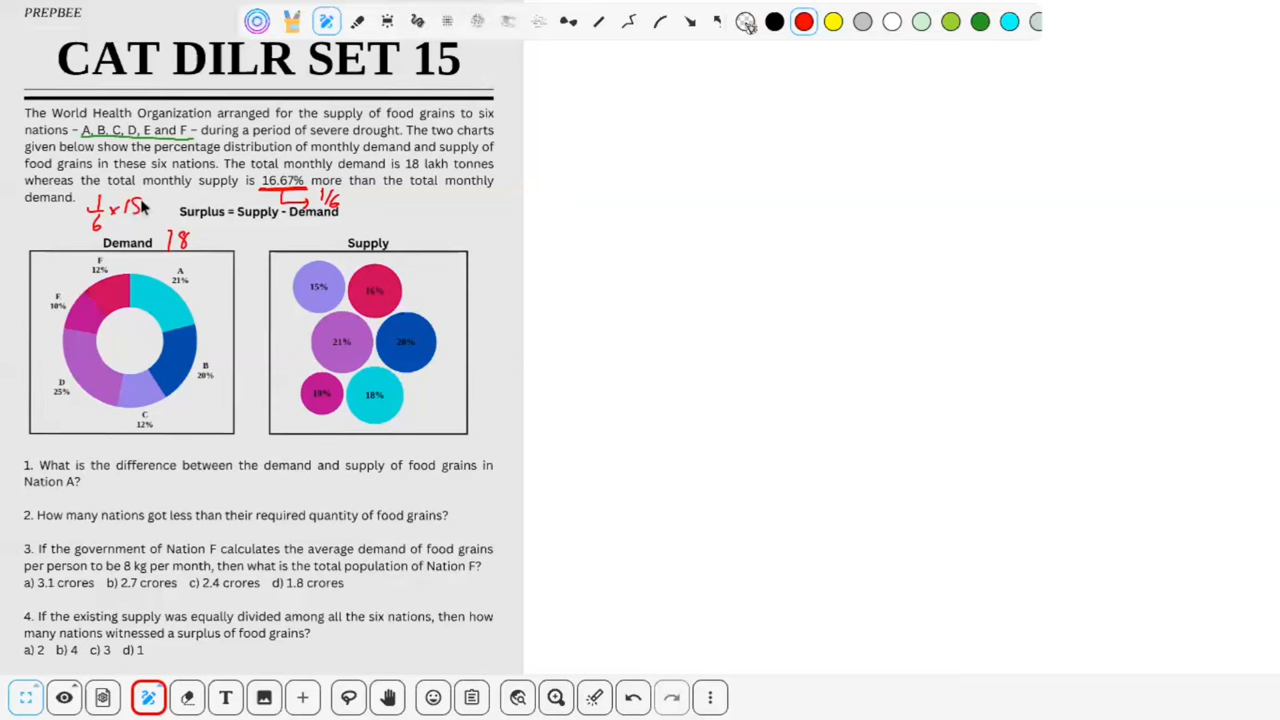 PREPBEE
CAT DILR SET 15
The World Health Organization arranged for the supply of food grains to six
nations – A, B, C, D, E and F – during a period of severe drought. The two charts
given below show the percentage distribution of monthly demand and supply of
food grains in these six nations. The total monthly demand is 18 lakh tonnes
whereas the total monthly supply is 16.67% more than the total monthly
demand.
1/6
1/6 × 15
Surplus = Supply - Demand
Demand
18
Supply
F
12%
A
21%
E
10%
B
20%
D
25%
C
12%
15%
16%
21%
20%
10%
18%
1. What is the difference between the demand and supply of food grains in
Nation A?
2. How many nations got less than their required quantity of food grains?
3. If the government of Nation F calculates the average demand of food grains
per person to be 8 kg per month, then what is the total population of Nation F?
a) 3.1 crores b) 2.7 crores c) 2.4 crores d) 1.8 crores
4. If the existing supply was equally divided among all the six nations, then how
many nations witnessed a surplus of food grains?
a) 2 b) 4 c) 3 d) 1
T